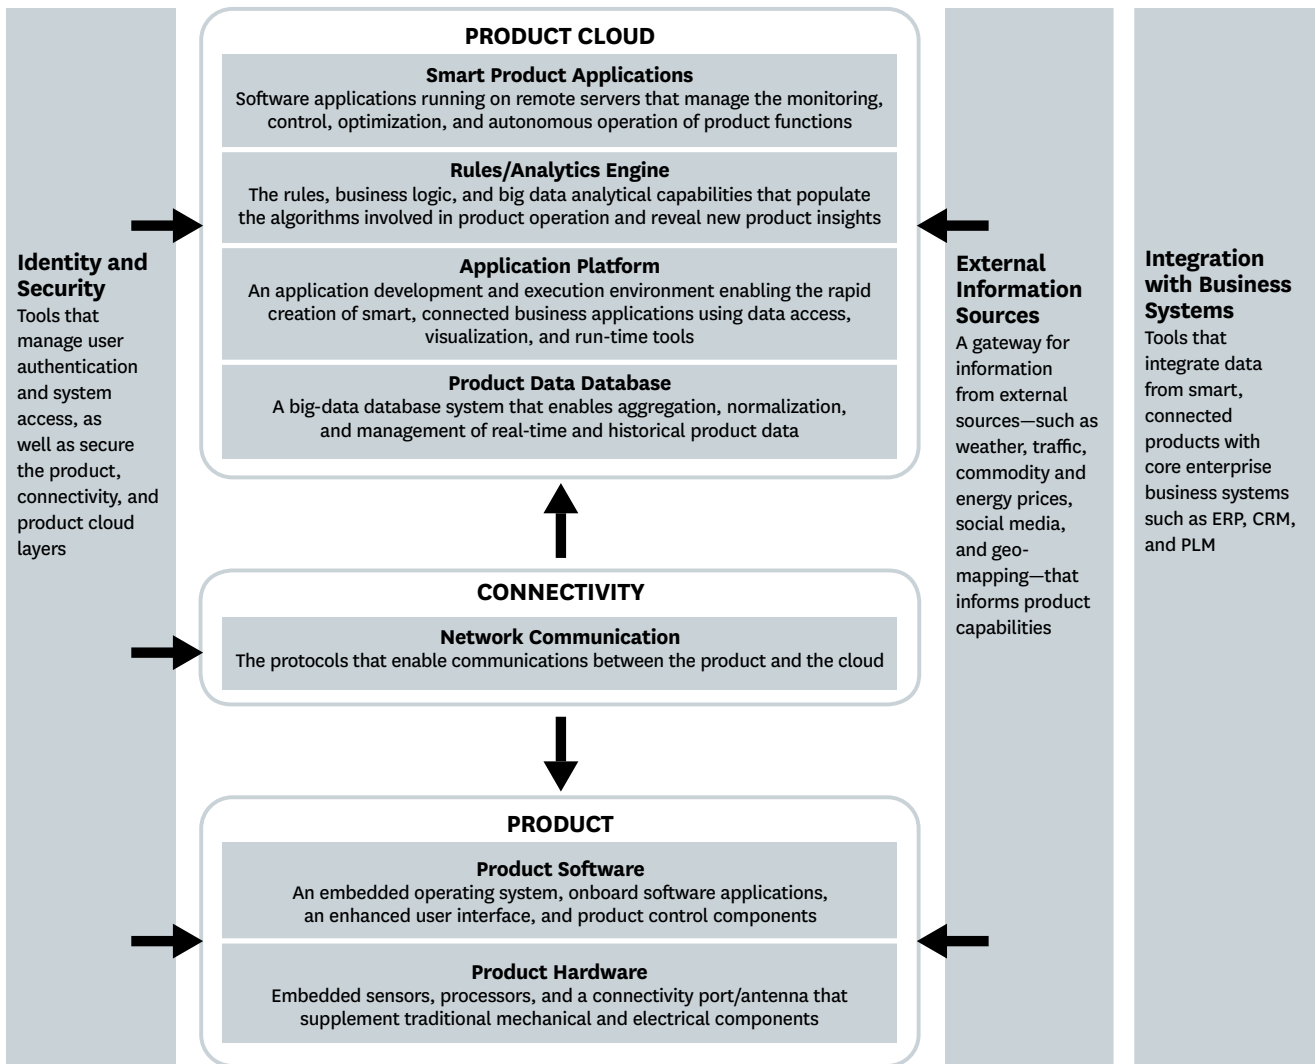 PRODUCT CLOUD
Smart Product Applications
Software applications running on remote servers that manage the monitoring,
control, optimization, and autonomous operation of product functions
Rules/Analytics Engine
The rules, business logic, and big data analytical capabilities that populate
the algorithms involved in product operation and reveal new product insights
Application Platform
An application development and execution environment enabling the rapid
creation of smart, connected business applications using data access,
visualization, and run-time tools
Product Data Database
A big-data database system that enables aggregation, normalization,
and management of real-time and historical product data
CONNECTIVITY
Network Communication
The protocols that enable communications between the product and the cloud
PRODUCT
Product Software
An embedded operating system, onboard software applications,
an enhanced user interface, and product control components
Product Hardware
Embedded sensors, processors, and a connectivity port/antenna that
supplement traditional mechanical and electrical components
Identity and
Security
Tools that
manage user
authentication
and system
access, as
well as secure
the product,
connectivity, and
product cloud
layers
External
Information
Sources
A gateway for
information
from external
sources—such as
weather, traffic,
commodity and
energy prices,
social media,
and geo-
mapping—that
informs product
capabilities
Integration
with Business
Systems
Tools that
integrate data
from smart,
connected
products with
core enterprise
business systems
such as ERP, CRM,
and PLM